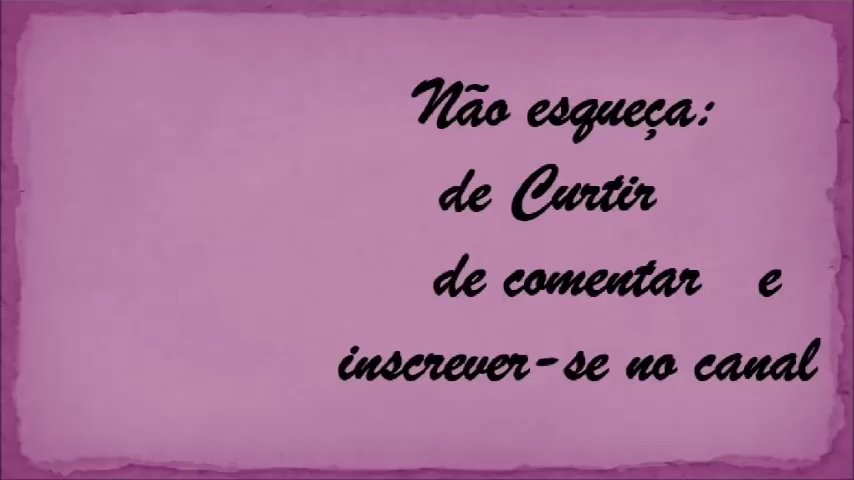 Não esqueça:
de Curtir
de comentar e
inscrever-se no canal